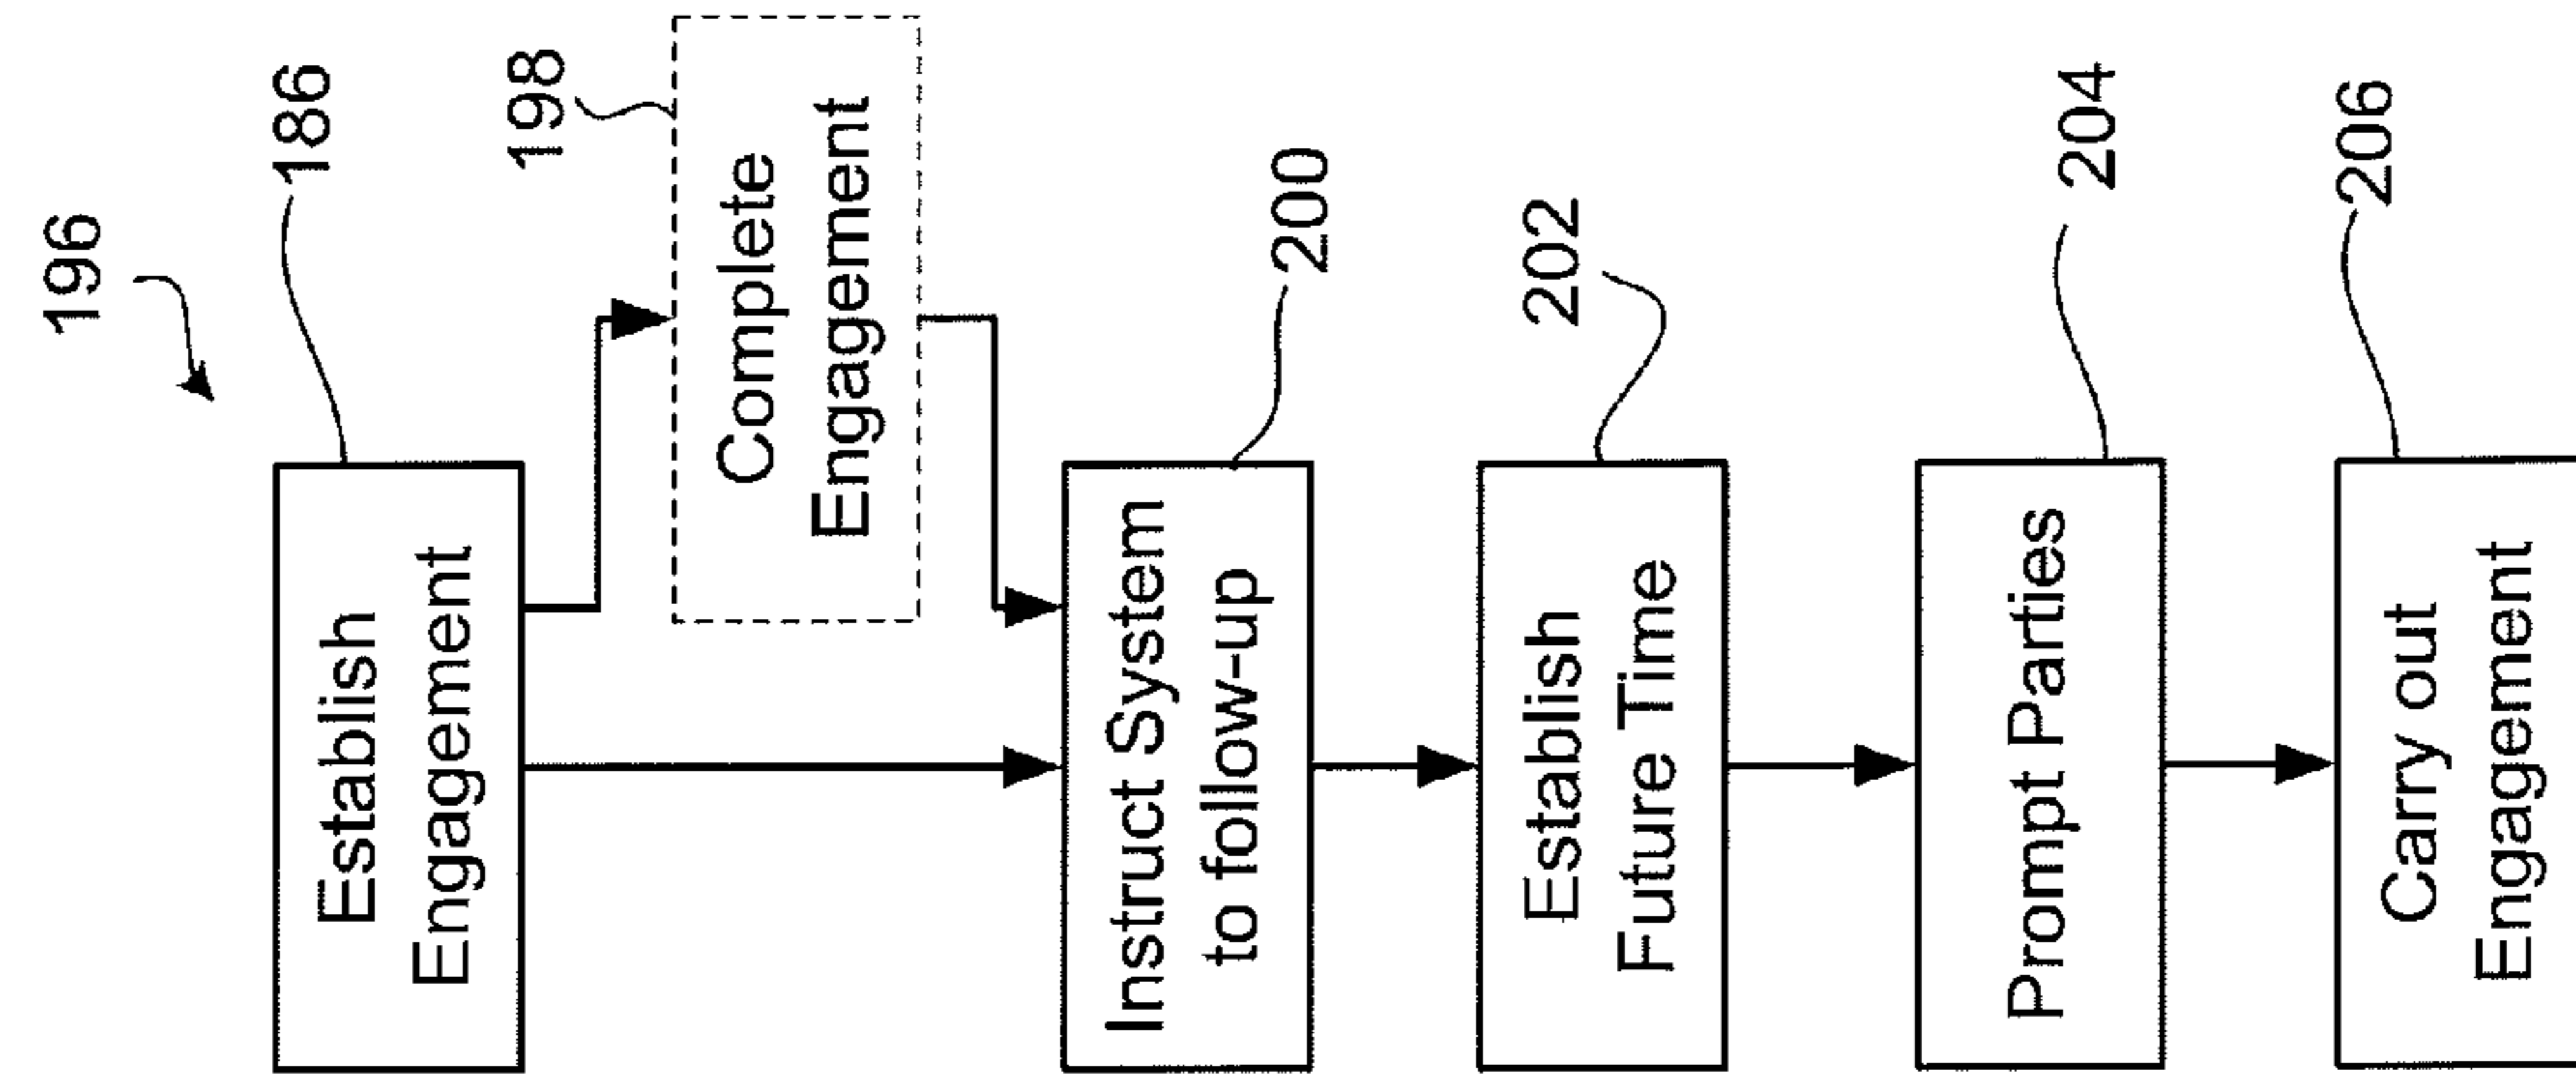 196
186
Establish
Engagement
198
Complete
Engagement
200
Instruct System
to follow-up
202
Establish
Future Time
204
Prompt Parties
206
Carry out
Engagement